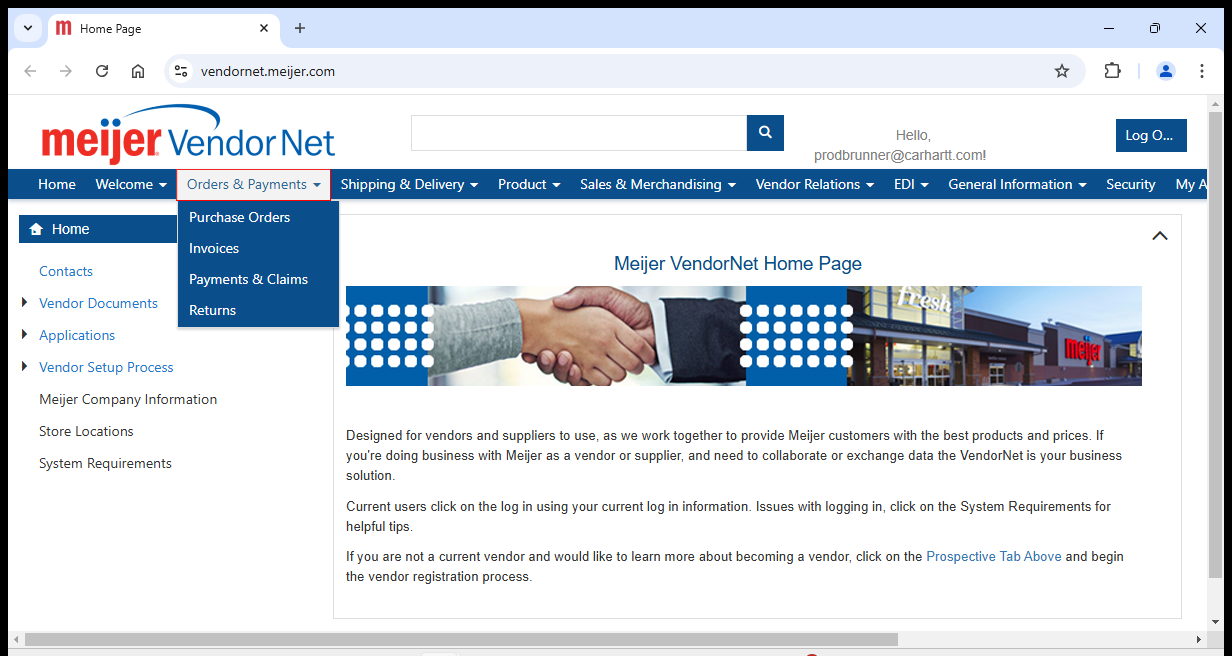 Home Page
vendornet.meijer.com
meijer VendorNet
Hello,
prodbrunner@carhartt.com!
Log O...
Home Welcome Orders & Payments Shipping & Delivery Product Sales & Merchandising Vendor Relations EDI General Information Security My A
Purchase Orders
Invoices
Payments & Claims
Returns
Home
Contacts
Vendor Documents
Applications
Vendor Setup Process
Meijer Company Information
Store Locations
System Requirements
Meijer VendorNet Home Page
fresh
meijer
Designed for vendors and suppliers to use, as we work together to provide Meijer customers with the best products and prices. If
you're doing business with Meijer as a vendor or supplier, and need to collaborate or exchange data the VendorNet is your business
solution.
Current users click on the log in using your current log in information. Issues with logging in, click on the System Requirements for
helpful tips.
If you are not a current vendor and would like to learn more about becoming a vendor, click on the Prospective Tab Above and begin
the vendor registration process.